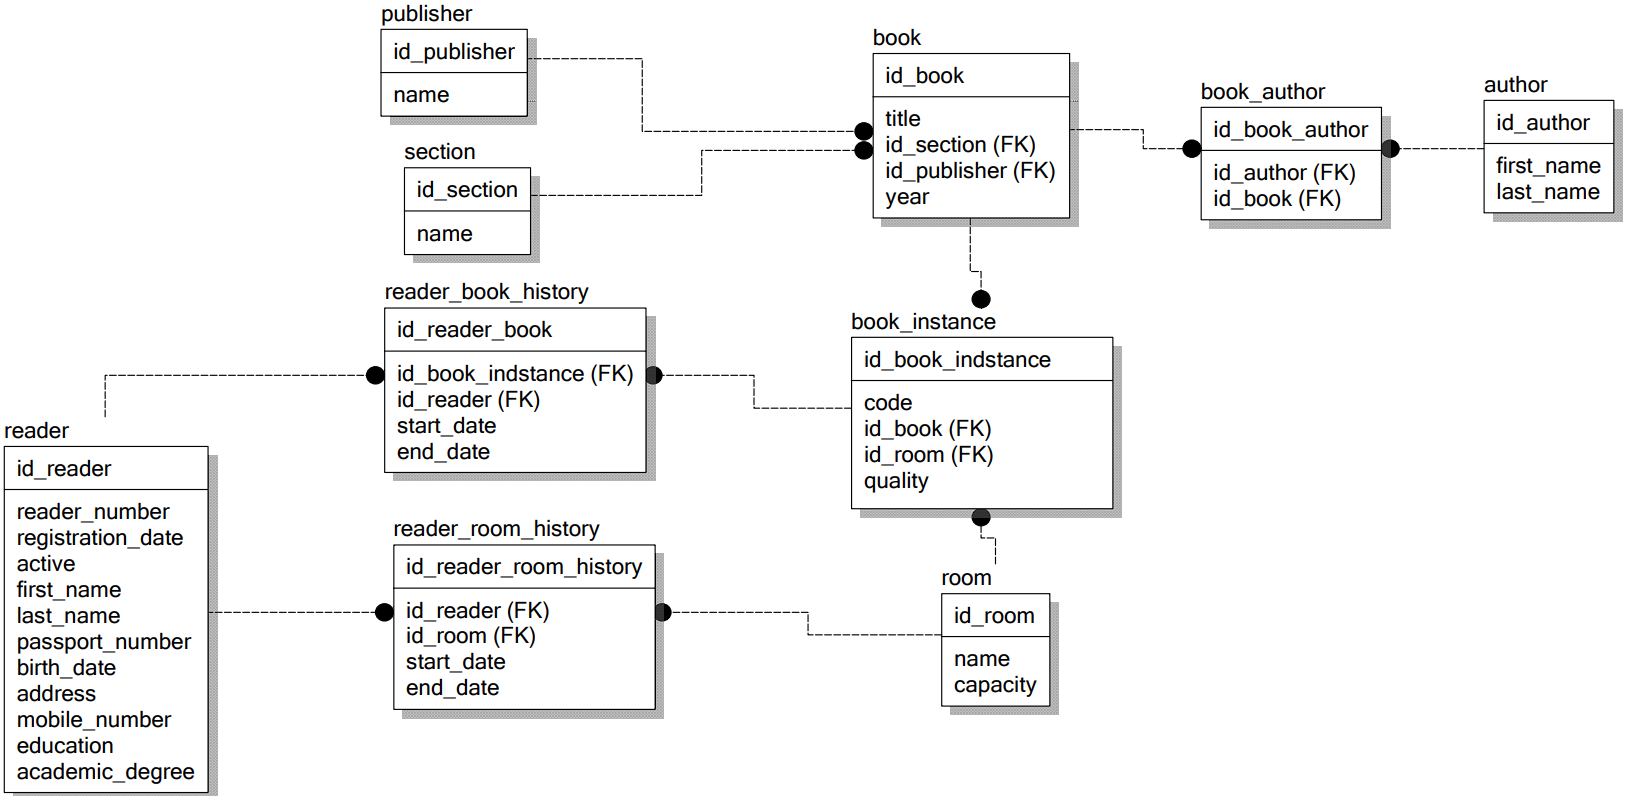 publisher
id_publisher
name
section
id_section
name
book
id_book
title
id_section (FK)
id_publisher (FK)
year
book_author
id_book_author
id_author (FK)
id_book (FK)
author
id_author
first_name
last_name
reader_book_history
id_reader_book
id_book_indstance (FK)
id_reader (FK)
start_date
end_date
book_instance
id_book_indstance
code
id_book (FK)
id_room (FK)
quality
reader
id_reader
reader_number
registration_date
active
first_name
last_name
passport_number
birth_date
address
mobile_number
education
academic_degree
reader_room_history
id_reader_room_history
id_reader (FK)
id_room (FK)
start_date
end_date
room
id_room
name
capacity